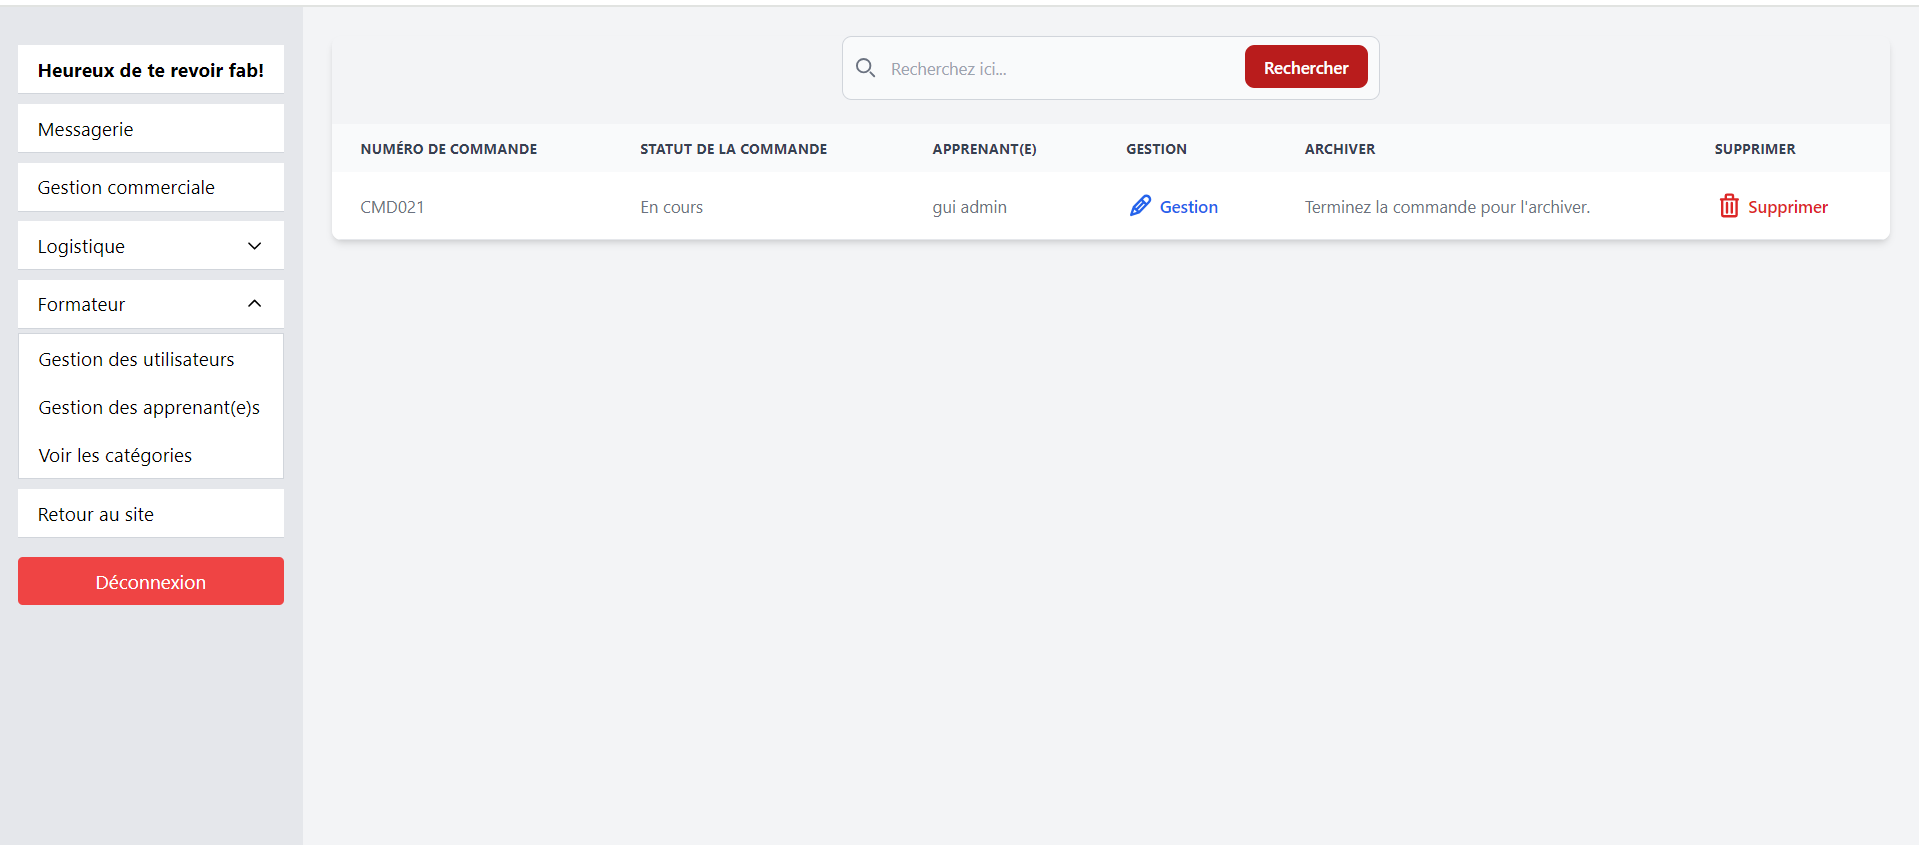 Heureux de te revoir fab!
Messagerie
Gestion commerciale
Logistique
Formateur
Gestion des utilisateurs
Gestion des apprenant(e)s
Voir les catégories
Retour au site
Déconnexion
Recherchez ici...
Rechercher
NUMÉRO DE COMMANDE STATUT DE LA COMMANDE APPRENANT(E) GESTION ARCHIVER SUPPRIMER
CMD021 En cours gui admin Gestion Terminez la commande pour l'archiver. Supprimer